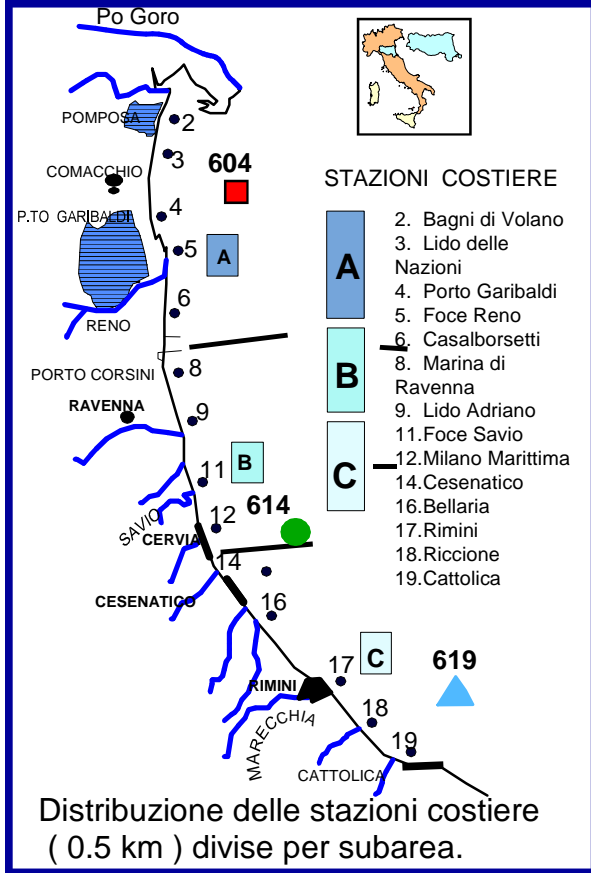 Po Goro
POMPOSA
2
3
COMACCHIO
604
4
P.TO GARIBALDI
5
A
6
RENO
PORTO CORSINI
8
RAVENNA
9
B
11
SAVIO
12
614
CERVIA
14
CESENATICO
16
17
C
619
RIMINI
MARECCHIA
18
19
CATTOLICA
STAZIONI COSTIERE
A
B
C
2. Bagni di Volano
3. Lido delle
Nazioni
4. Porto Garibaldi
5. Foce Reno
6. Casalborsetti
8. Marina di
Ravenna
9. Lido Adriano
11.Foce Savio
12.Milano Marittima
14.Cesenatico
16.Bellaria
17.Rimini
18.Riccione
19.Cattolica
Distribuzione delle stazioni costiere
( 0.5 km ) divise per subarea.